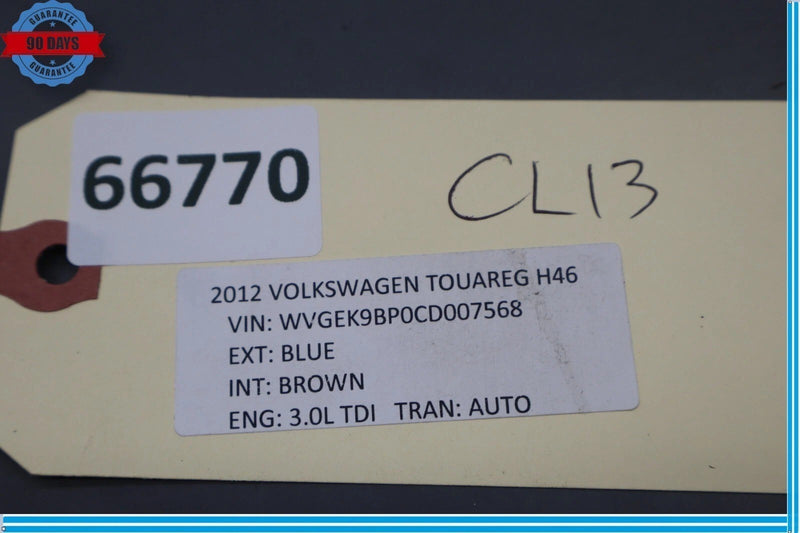 GUARANTEE
90 DAYS
GUARANTEE
66770
CL13
2012 VOLKSWAGEN TOUAREG H46
VIN: WVGEK9BP0CD007568
EXT: BLUE
INT: BROWN
ENG: 3.0L TDI TRAN: AUTO